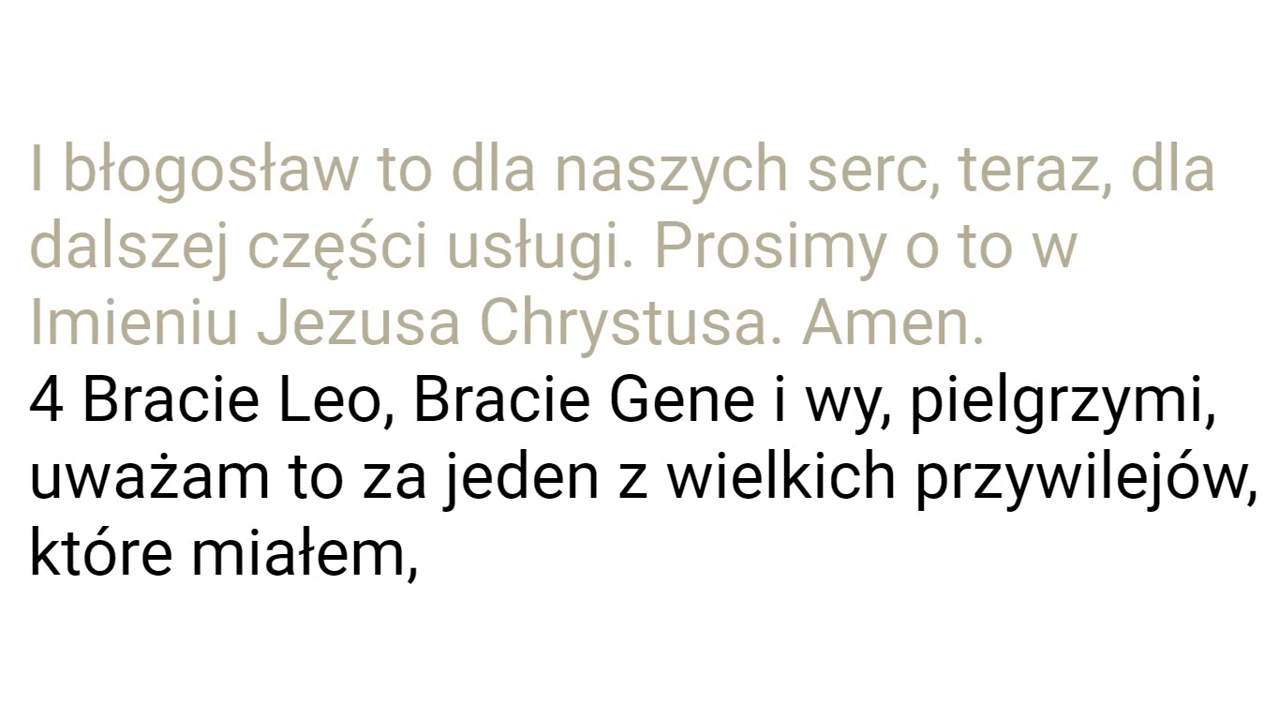 I błogosław to dla naszych serc, teraz, dla
dalszej części usługi. Prosimy o to w
Imieniu Jezusa Chrystusa. Amen.
4 Bracie Leo, Bracie Gene i wy, pielgrzymi,
uważam to za jeden z wielkich przywilejów,
które miałem,